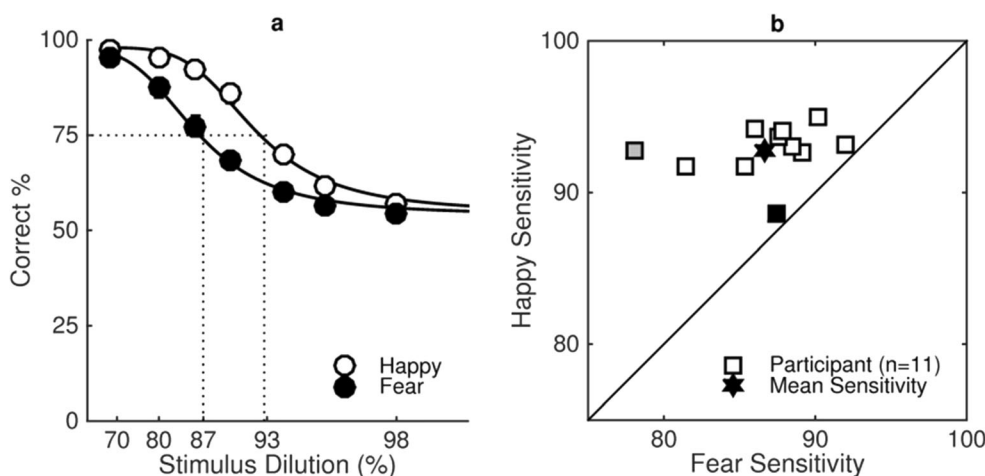 a
Correct %
100
75
50
25
0
70 80 87 93 98
Stimulus Dilution (%)
Happy
Fear
b
Happy Sensitivity
100
90
80
80 90 100
Fear Sensitivity
Participant (n=11)
Mean Sensitivity